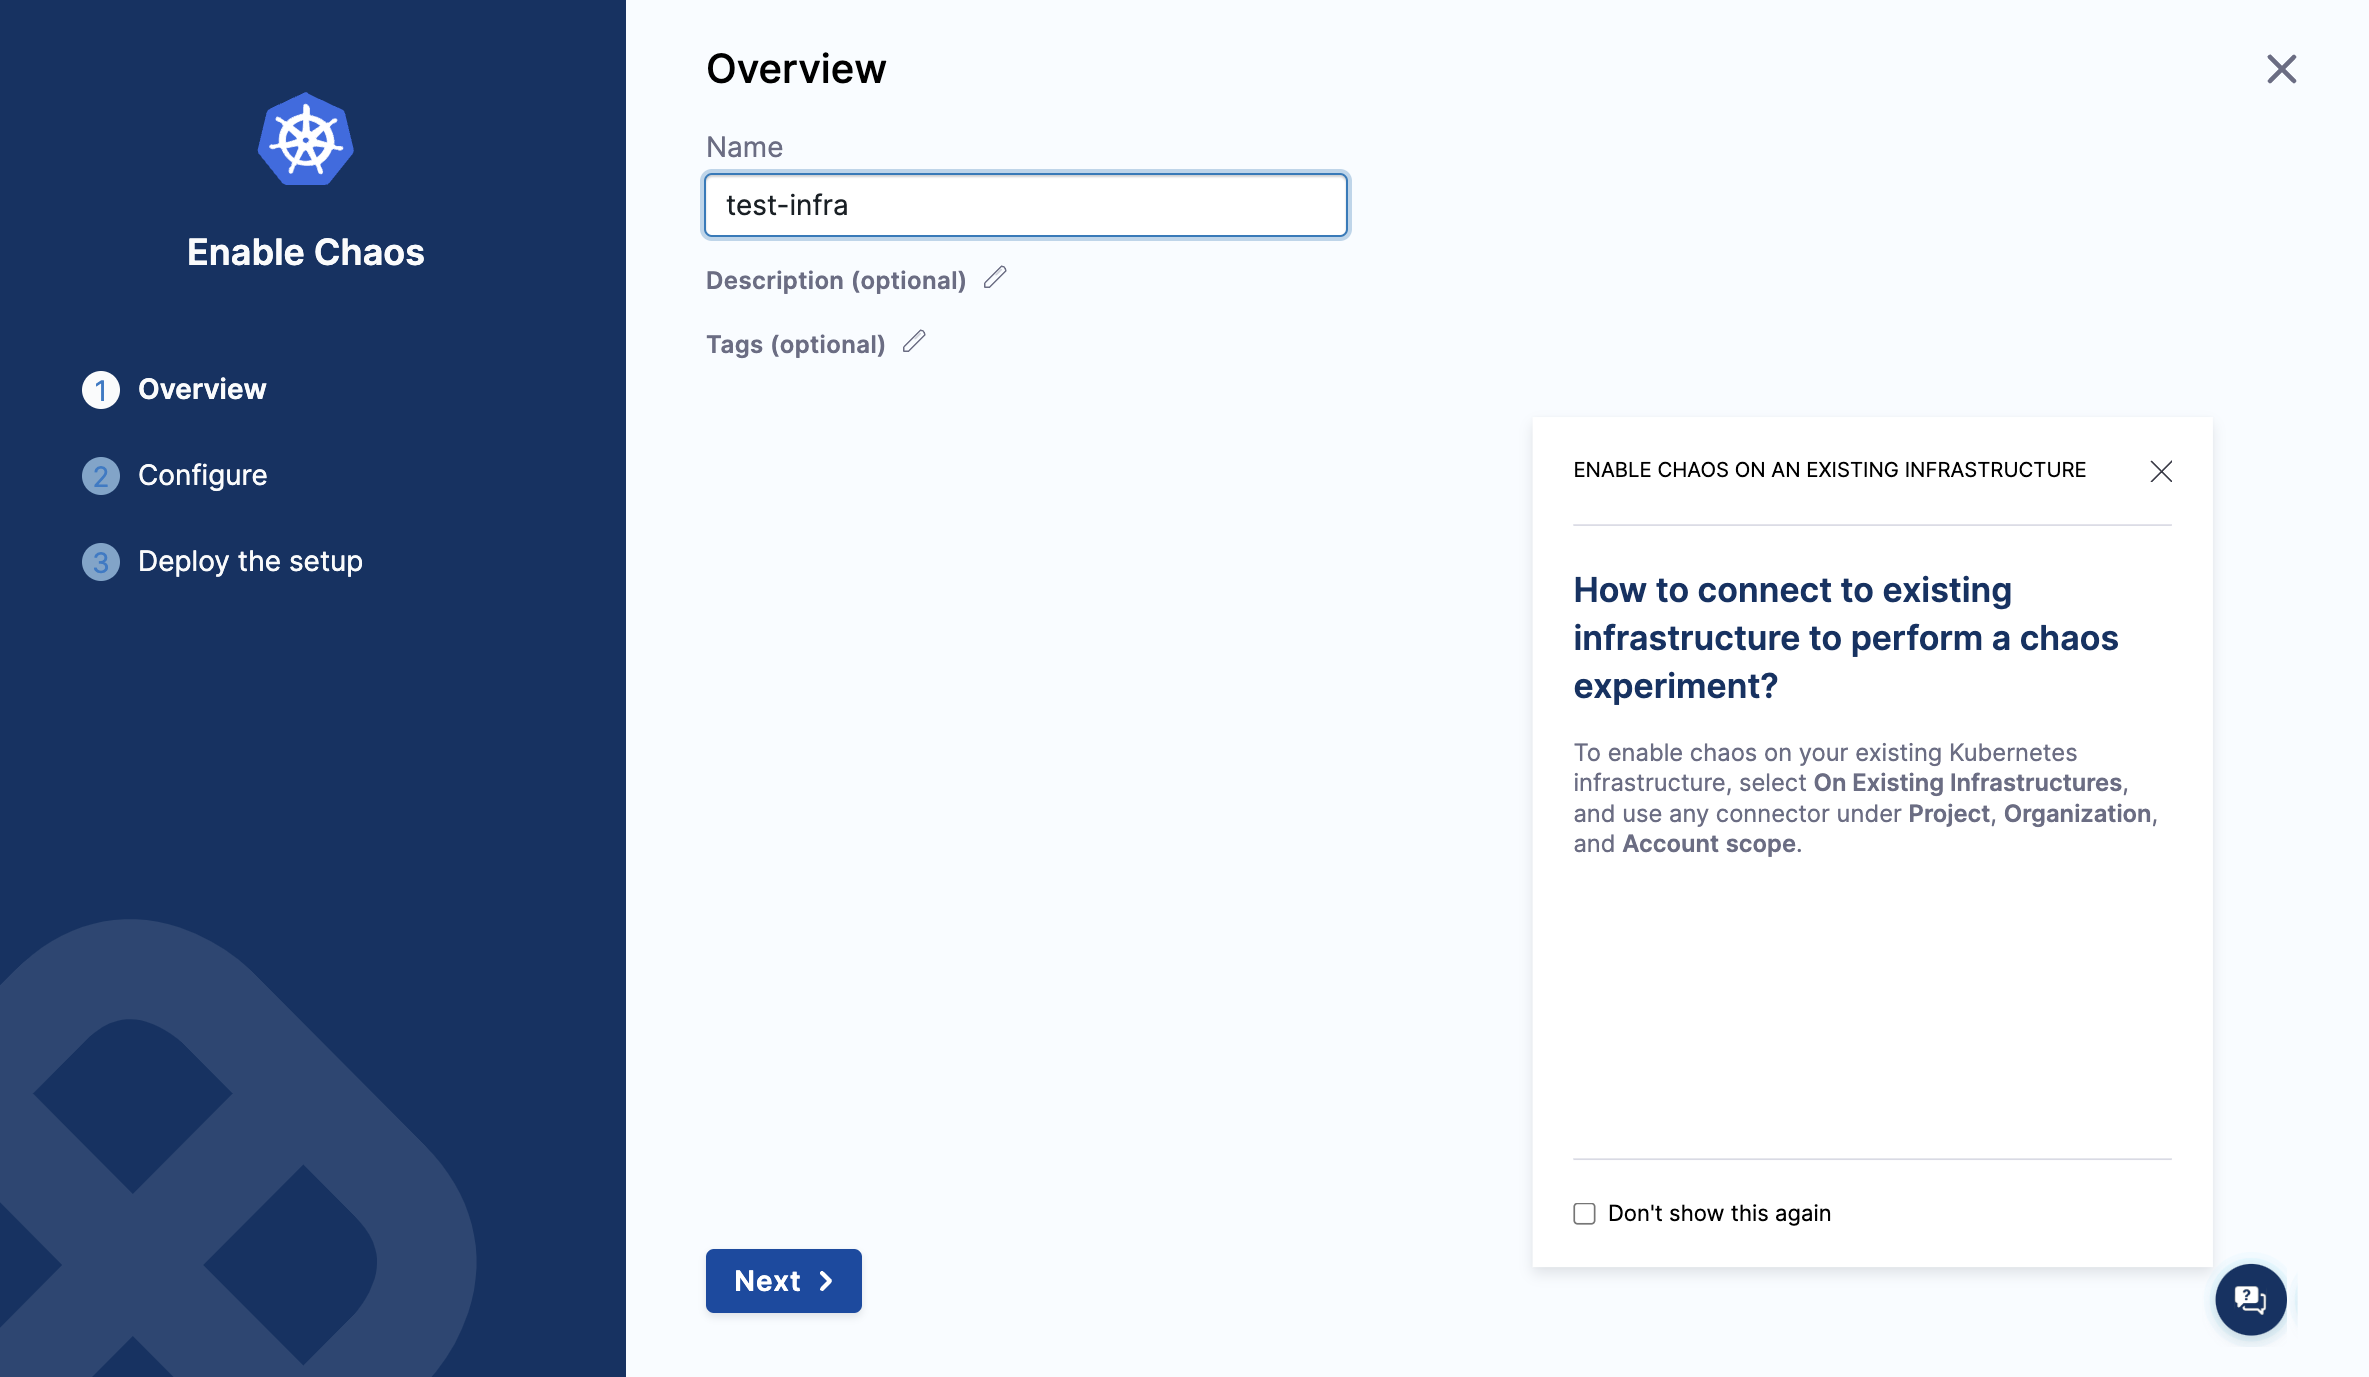 Enable Chaos
1 Overview
2 Configure
3 Deploy the setup
Overview
Name
test-infra
Description (optional)
Tags (optional)
Next
ENABLE CHAOS ON AN EXISTING INFRASTRUCTURE
How to connect to existing
infrastructure to perform a chaos
experiment?
To enable chaos on your existing Kubernetes
infrastructure, select On Existing Infrastructures,
and use any connector under Project, Organization,
and Account scope.
Don't show this again
?